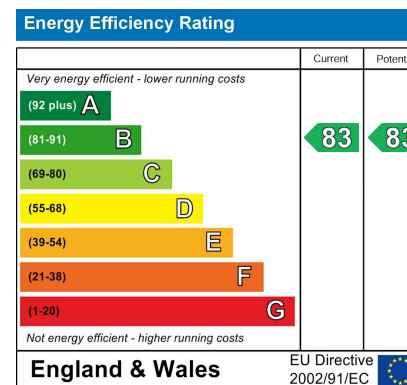 Energy Efficiency Rating
Current Potent
Very energy efficient - lower running costs
(92 plus) A
(81-91) B 83 83
(69-80) C
(55-68) D
(39-54) E
(21-38) F
(1-20) G
Not energy efficient - higher running costs
England & Wales
EU Directive
2002/91/EC